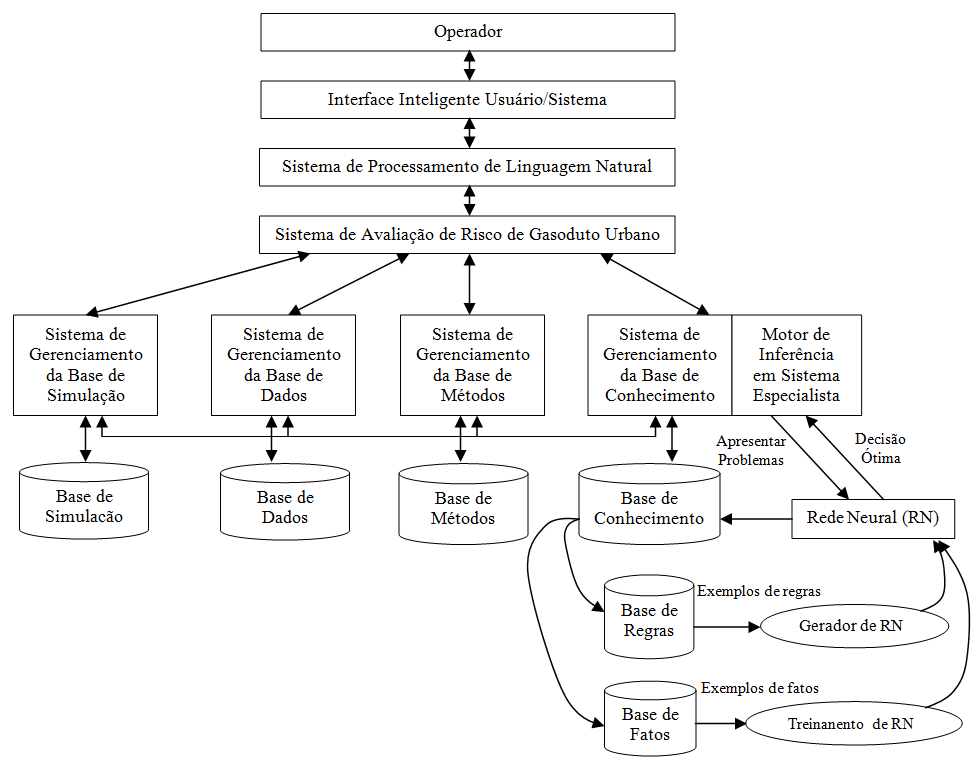 Operador
Interface Inteligente Usuário/Sistema
Sistema de Processamento de Linguagem Natural
Sistema de Avaliação de Risco de Gasoduto Urbano
Sistema de
Gerenciamento
da Base de
Simulação
Sistema de
Gerenciamento
da Base de
Dados
Sistema de
Gerenciamento
da Base de
Métodos
Sistema de
Gerenciamento
da Base de
Conhecimento
Motor de
Inferência
em Sistema
Especialista
Apresentar
Problemas
Decisão
Ótima
Base de
Simulacão
Base de
Dados
Base de
Métodos
Base de
Conhecimento
Rede Neural (RN)
Base de
Regras
Exemplos de regras
Gerador de RN
Base de
Fatos
Exemplos de fatos
Treinanento de RN